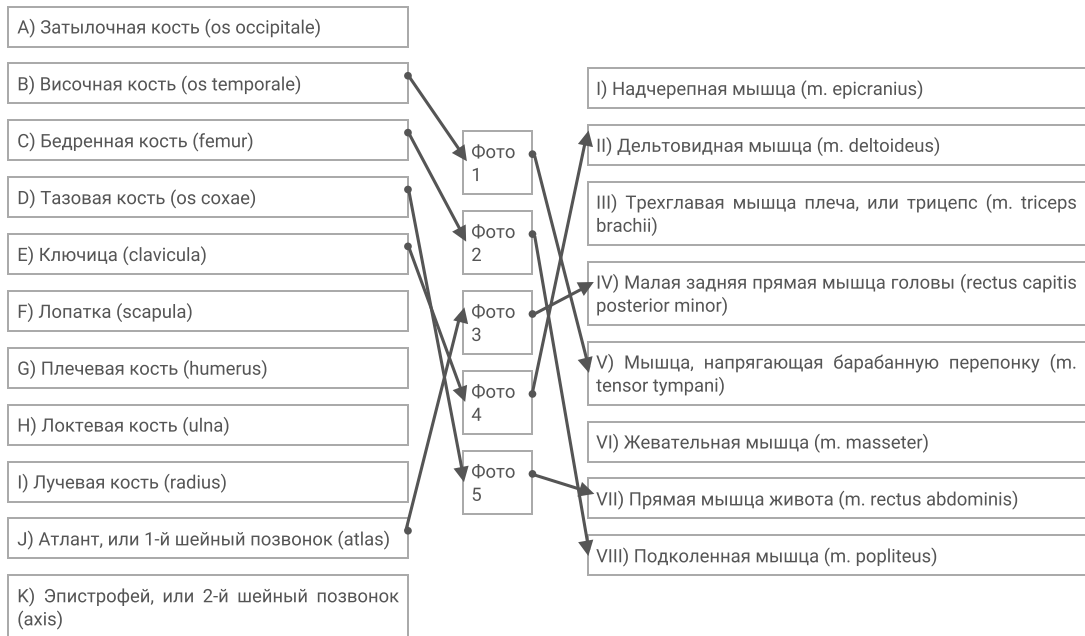 A) Затылочная кость (os occipitale)
B) Височная кость (os temporale)
C) Бедренная кость (femur)
D) Тазовая кость (os coxae)
E) Ключица (clavicula)
F) Лопатка (scapula)
G) Плечевая кость (humerus)
H) Локтевая кость (ulna)
I) Лучевая кость (radius)
J) Атлант, или 1-й шейный позвонок (atlas)
K) Эпистрофей, или 2-й шейный позвонок
(axis)
Фото
1
Фото
2
Фото
3
Фото
4
Фото
5
I) Надчерепная мышца (m. epicranius)
II) Дельтовидная мышца (m. deltoideus)
III) Трехглавая мышца плеча, или трицепс (m. triceps
brachii)
IV) Малая задняя прямая мышца головы (rectus capitis
posterior minor)
V) Мышца, напрягающая барабанную перепонку (m.
tensor tympani)
VI) Жевательная мышца (m. masseter)
VII) Прямая мышца живота (m. rectus abdominis)
VIII) Подколенная мышца (m. popliteus)